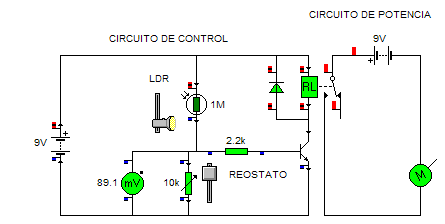 CIRCUITO DE POTENCIA
CIRCUITO DE CONTROL
9V
LDR
RL
1M
9V
2.2k
89.1
mV
10k
REOSTATO
M